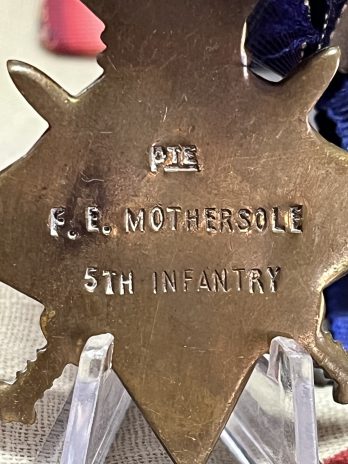 PTE
F. E. MOTHERSOLE
5TH INFANTRY